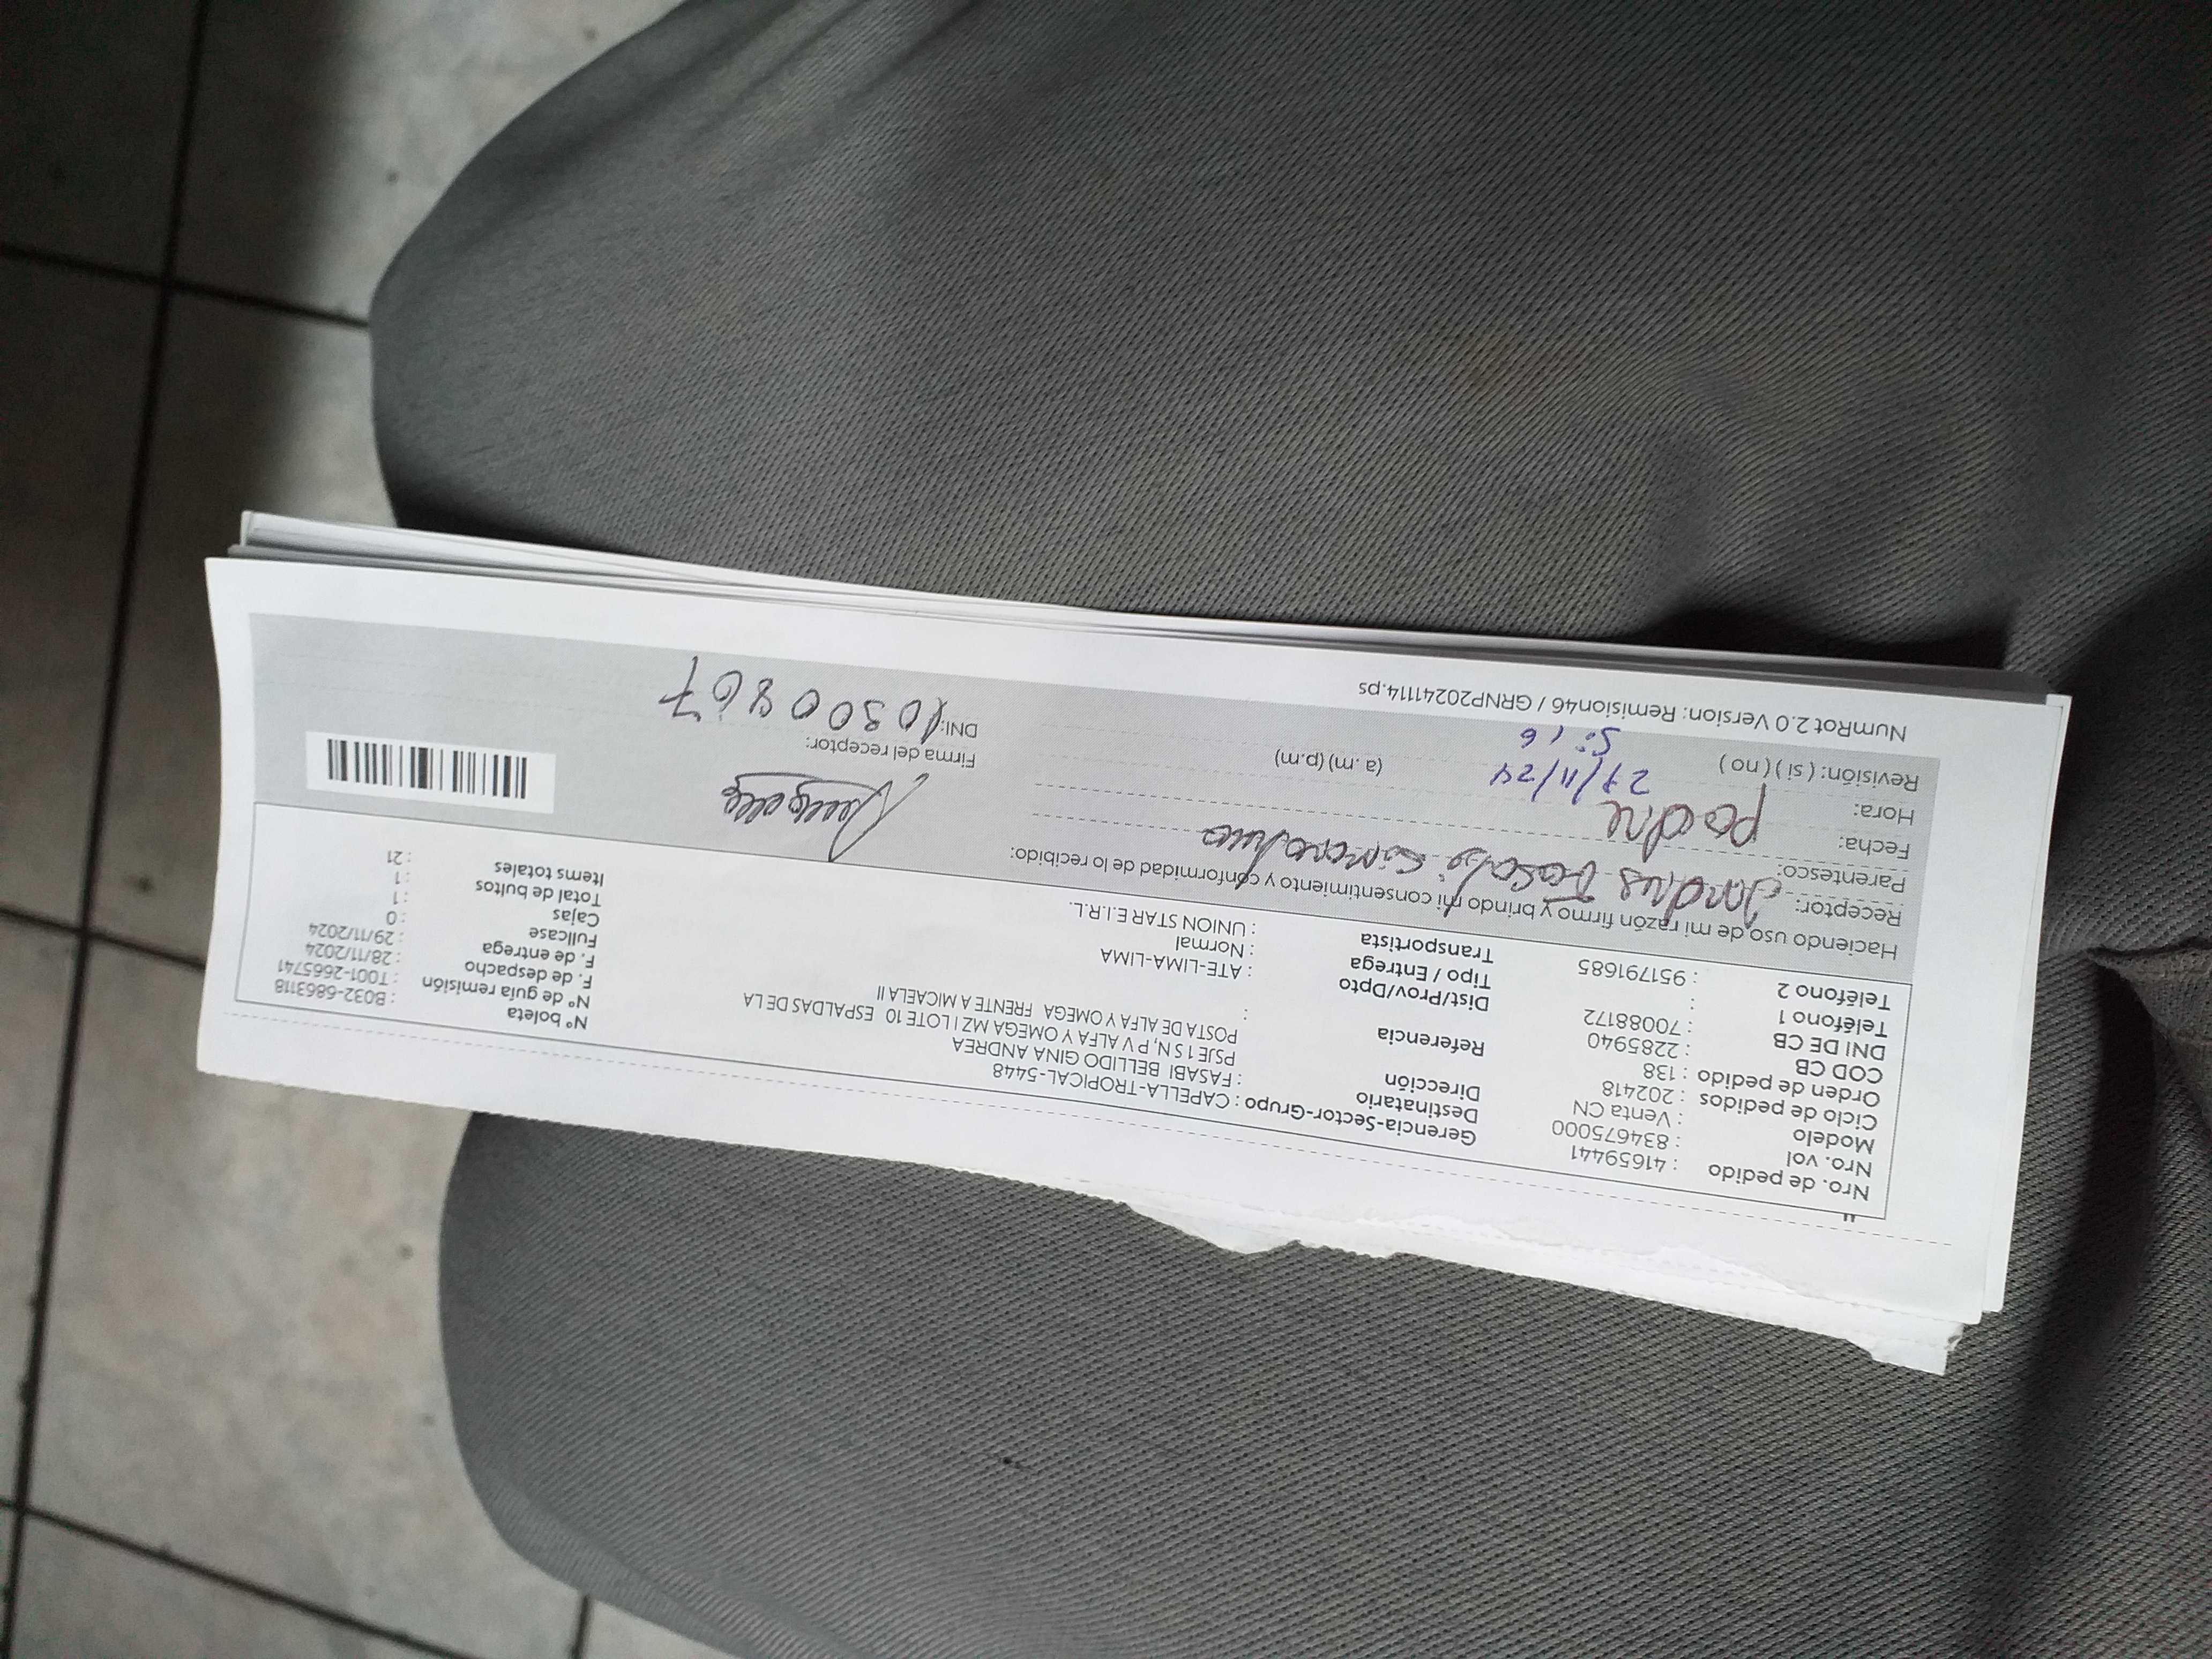 Nro. de pedido : 41659441
Nro. vol : 834675000
Modelo : Venta CN
Ciclo de pedidos : 202418
Orden de pedido : 138
COD CB : 2285940
DNI DE CB : 70088172
Teléfono 1 :
Teléfono 2 : 951791685
Gerencia-Sector-Grupo : CAPELLA-TROPICAL-5448
Destinatario : FASABI BELLIDO GINA ANDREA
Dirección PSJE 1 S N, P V ALFA Y OMEGA MZ I LOTE 10 ESPALDAS DE LA
POSTA DE ALFA Y OMEGA FRENTE A MICAELA II
Referencia :
Dist/Prov/Dpto : ATE-LIMA-LIMA
Tipo / Entrega : Normal
Transportista : UNION STAR E.I.R.L.
Nº boleta : B032-6863118
Nº de guía remisión : T001-2665741
F. de despacho : 28/11/2024
F. de entrega : 29/11/2024
Fullcase : 0
Cajas : 1
Total de bultos : 1
Items totales : 21
Haciendo uso de mi razón firmo y brindo mi consentimiento y conformidad de lo recibido:
Receptor:
Parentesco: padre
Fecha: 27/11/24
Hora: 5:16 (a.m) (p.m)
Revisión: ( si ) ( no )
Firma del receptor:
DNI: 10300867
NumRot 2.0 Version: Remision46 / GRNP20241114.ps